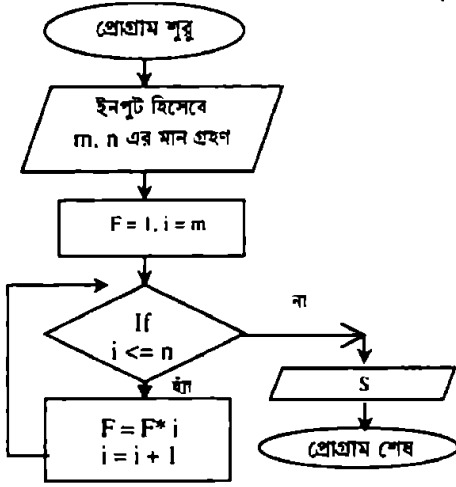 প্রোগ্রাম শুরু
ইনপুট হিসেবে
m, n এর মান গ্রহণ
F = 1, i = m
If
i <= n
না
হ্যাঁ
F = F* i
i = i + 1
S
প্রোগ্রাম শেষ